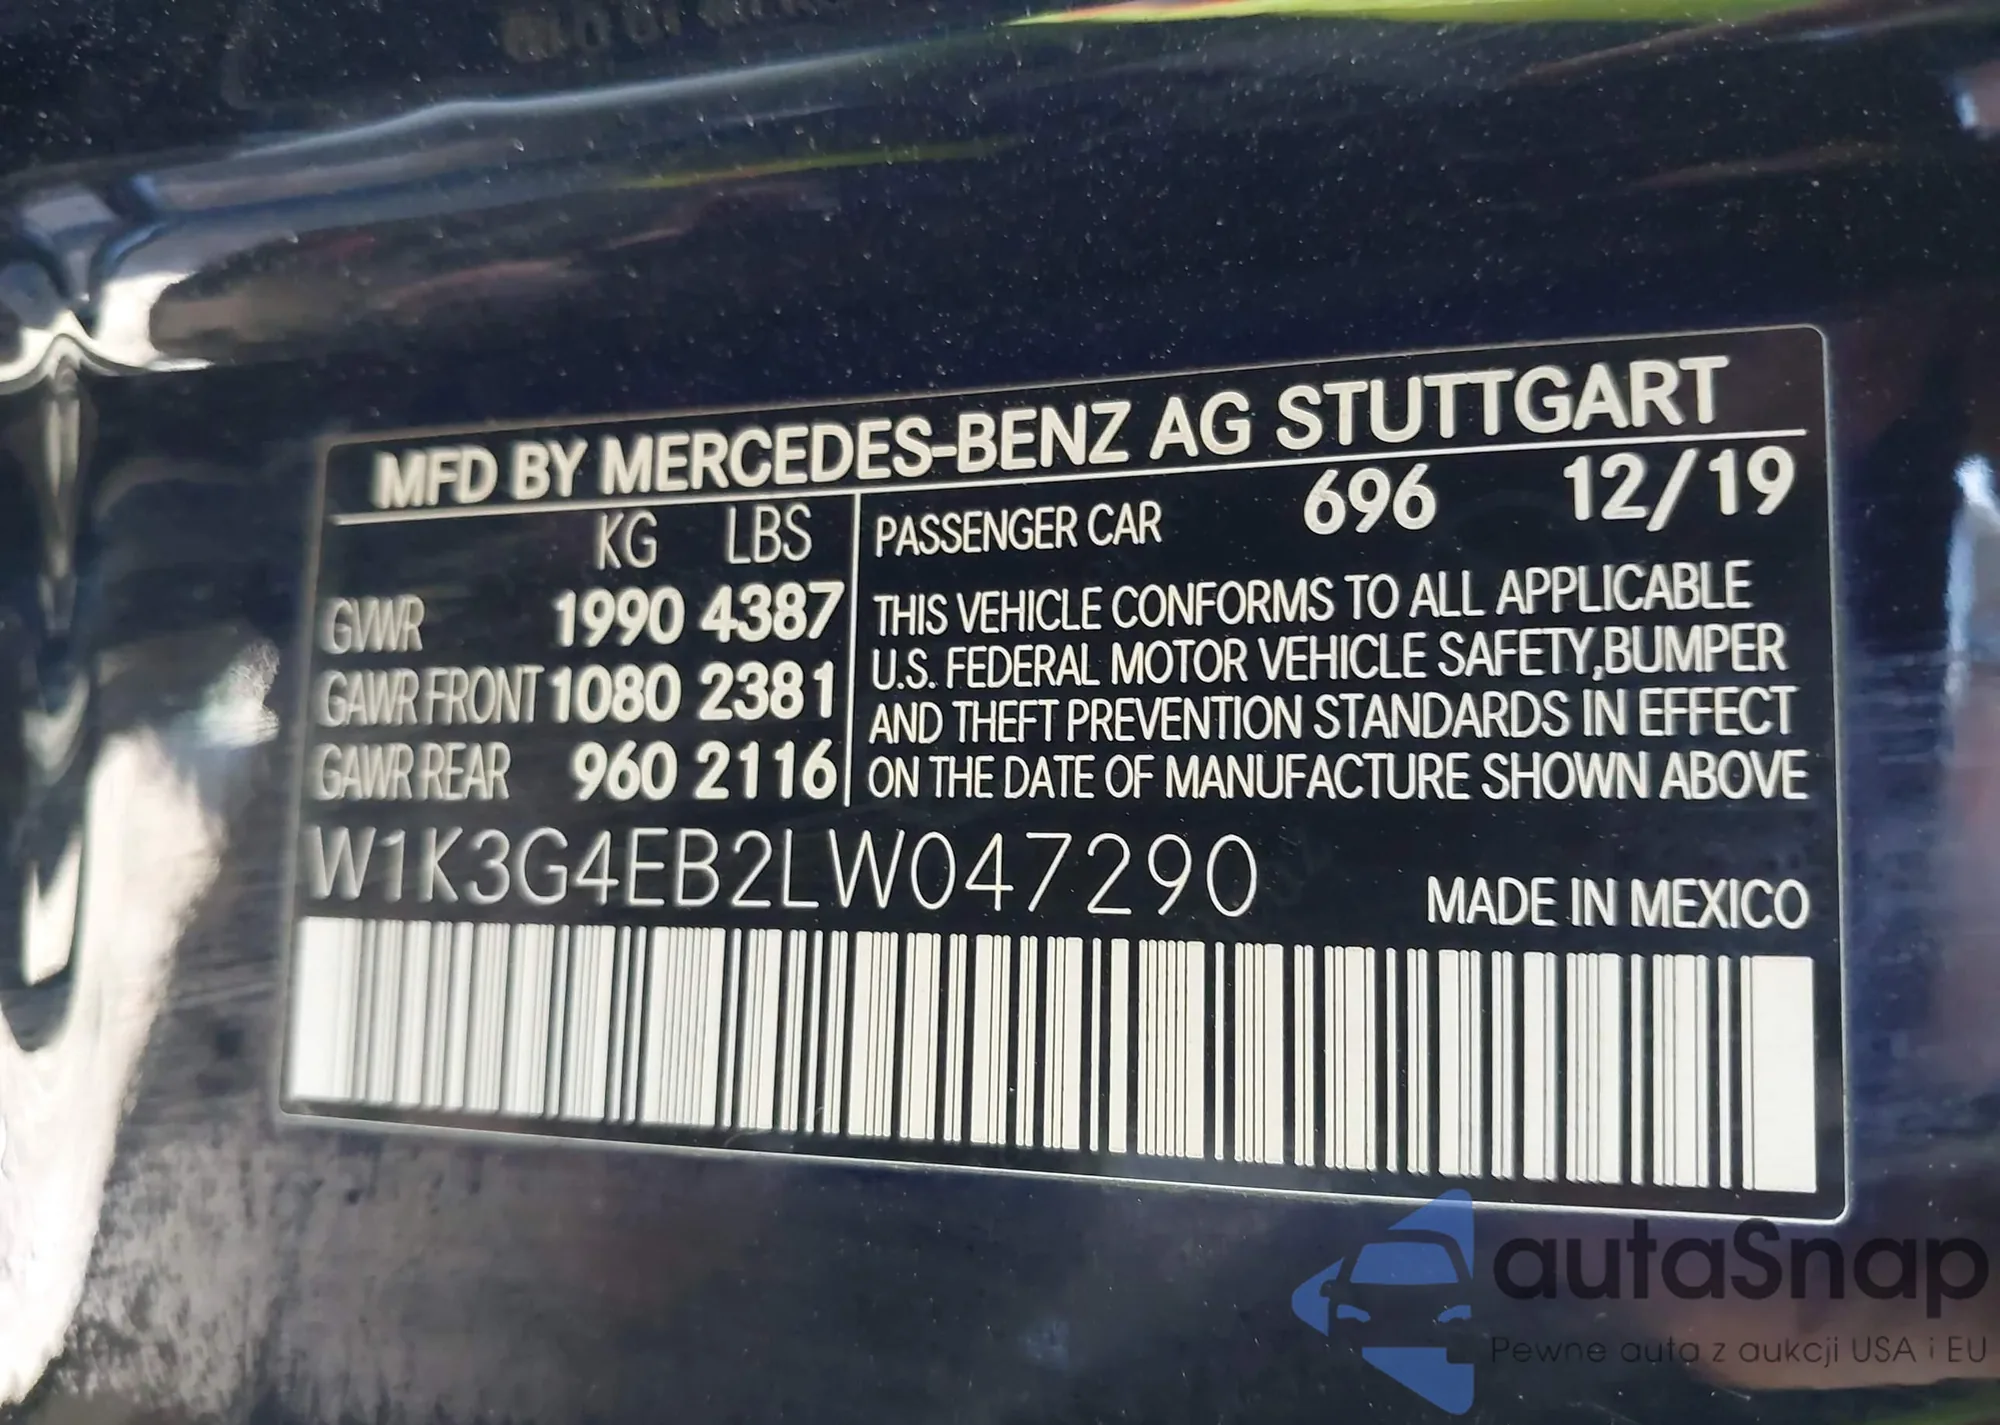 MFD BY MERCEDES-BENZ AG STUTTGART
KG LBS
GVWR 1990 4387
GAWR FRONT 1080 2381
GAWR REAR 960 2116
PASSENGER CAR 696 12/19
THIS VEHICLE CONFORMS TO ALL APPLICABLE
U.S. FEDERAL MOTOR VEHICLE SAFETY,BUMPER
AND THEFT PREVENTION STANDARDS IN EFFECT
ON THE DATE OF MANUFACTURE SHOWN ABOVE
W1K3G4EB2LW047290
MADE IN MEXICO
autaSnap
Pewne auta z aukcji USA i EU